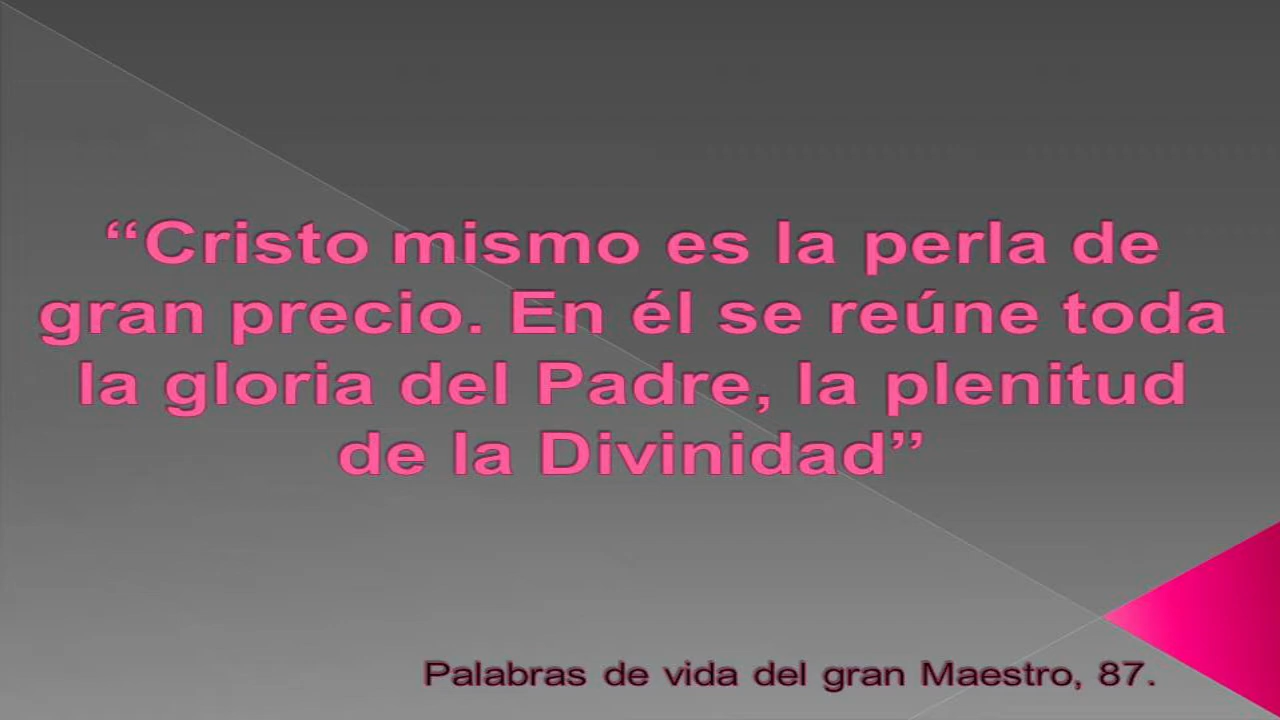 “Cristo mismo es la perla de
gran precio. En él se reúne toda
la gloria del Padre, la plenitud
de la Divinidad”
Palabras de vida del gran Maestro, 87.